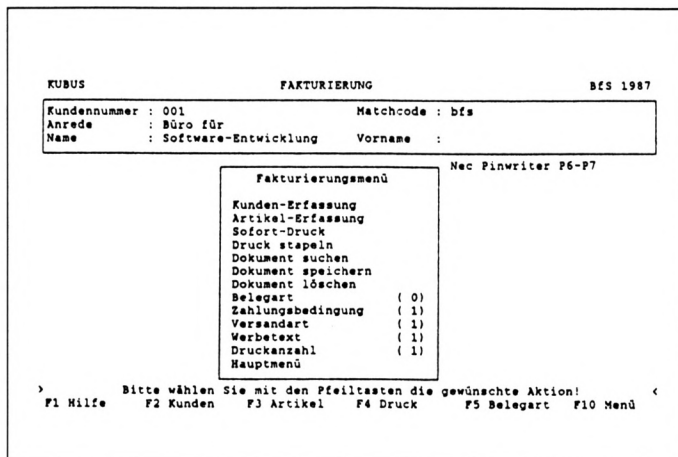 KUBUS FAKTURIERUNG BfS 1987
Kundennummer : 001 Matchcode : bfs
Anrede : Büro für
Name : Software-Entwicklung Vorname :
Nec Pinwriter P6-P7
Fakturierungsmenü
Kunden-Erfassung
Artikel-Erfassung
Sofort-Druck
Druck stapeln
Dokument suchen
Dokument speichern
Dokument löschen
Belegart ( 0)
Zahlungsbedingung ( 1)
Versandart ( 1)
Werbetext ( 1)
Druckanzahl ( 1)
Hauptmenü
> Bitte wählen Sie mit den Pfeiltasten die gewünschte Aktion! <
F1 Hilfe F2 Kunden F3 Artikel F4 Druck F5 Belegart F10 Menü